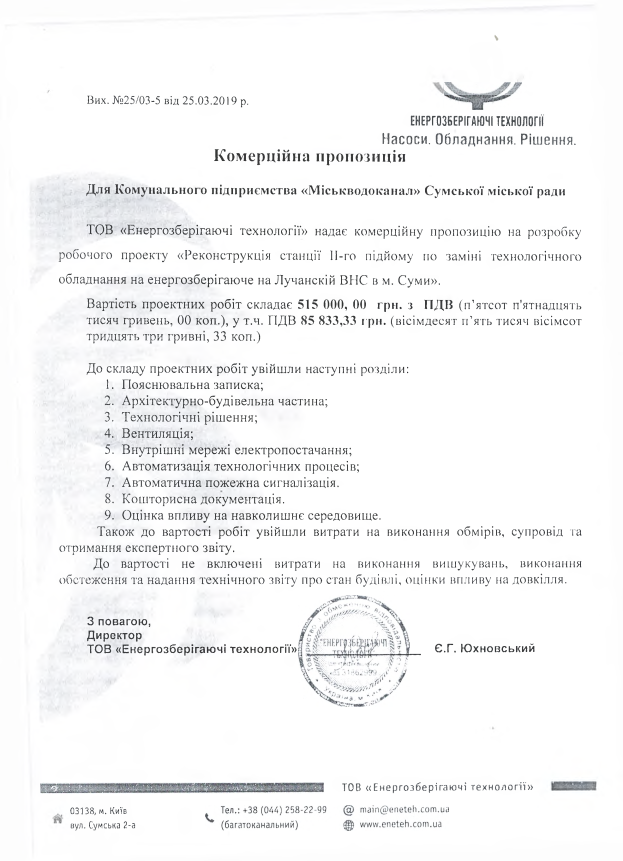 Вих. №25/03-5 від 25.03.2019 р.
ЕНЕРГОЗБЕРІГАЮЧІ ТЕХНОЛОГІЇ
Насоси. Обладнання. Рішення.
Комерційна пропозиція
Для Комунального підприємства «Міськводоканал» Сумської міської ради
ТОВ «Енергозберігаючі технології» надає комерційну пропозицію на розробку
робочого проекту «Реконструкція станції ІІ-го підйому по заміні технологічного
обладнання на енергозберігаюче на Лучанскій ВНС в м. Суми».
Вартість проектних робіт складає 515 000, 00 грн. з ПДВ (п’ятсот п'ятнадцять
тисяч гривень, 00 коп.), у т.ч. ПДВ 85 833,33 грн. (вісімдесят п’ять тисяч вісімсот
тридцять три гривні, 33 коп.)
До складу проектних робіт увійшли наступні розділи:
1. Пояснювальна записка;
2. Архітектурно-будівельна частина;
3. Технологічні рішення;
4. Вентиляція;
5. Внутрішні мережі електропостачання;
6. Автоматизація технологічних процесів;
7. Автоматична пожежна сигналізація.
8. Кошторисна документація.
9. Оцінка впливу на навколишнє середовище.
Також до вартості робіт увійшли витрати на виконання обмірів, супровід та
отримання експертного звіту.
До вартості не включені витрати на виконання вишукувань, виконання
обстеження та надання технічного звіту про стан будівлі, оцінки впливу на довкілля.
З повагою,
Директор
ТОВ «Енергозберігаючі технології» Є.Г. Юхновський
"ЕНЕРГОЗБЕРІГАЮЧІ
ТЕХНОЛОГІЇ"
ТОВ «Енергозберігаючі технології»
03138, м. Київ
вул. Сумська 2-а
Тел.: +38 (044) 258-22-99
(багатоканальний)
@ main@eneteh.com.ua
www.eneteh.com.ua